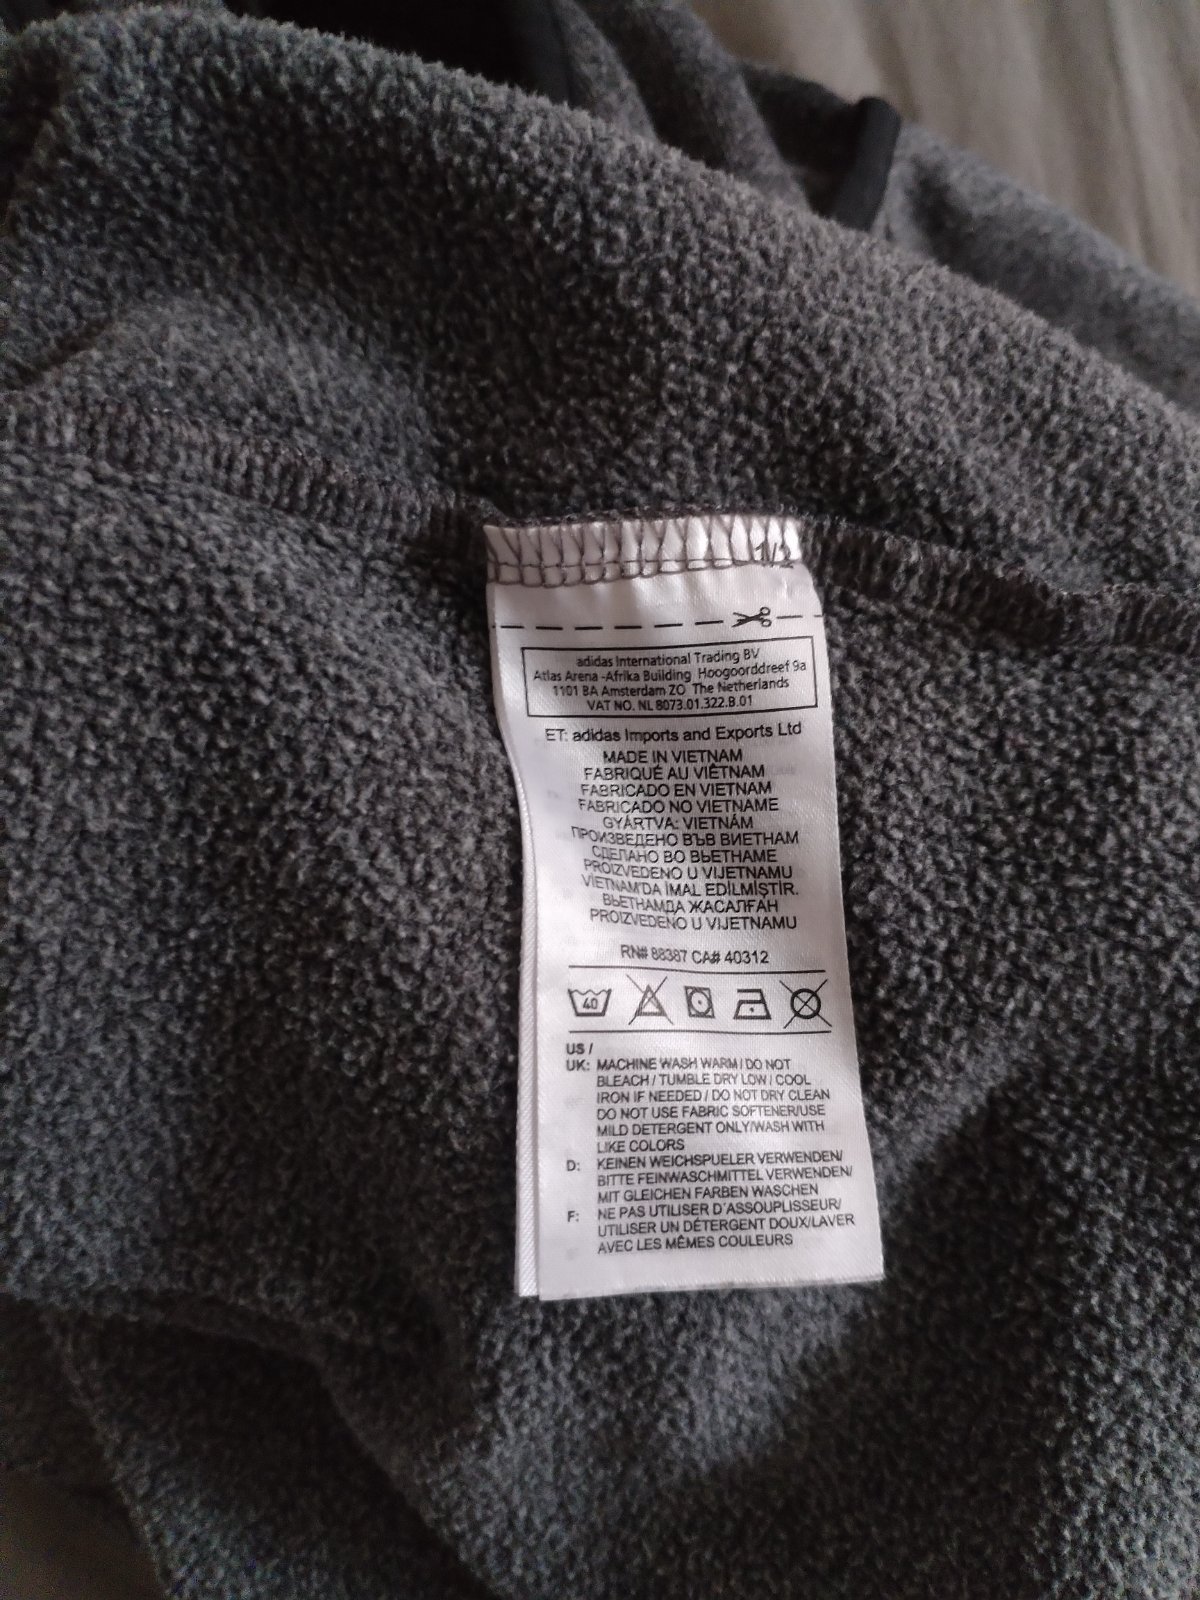 1/2
adidas International Trading BV
Atlas Arena -Afrika Building Hoogoorddreef 9a
1101 BA Amsterdam ZO The Netherlands
VAT NO. NL 8073.01.322.B.01
ET: adidas Imports and Exports Ltd
MADE IN VIETNAM
FABRIQUÉ AU VIÊTNAM
FABRICADO EN VIETNAM
FABRICADO NO VIETNAME
GYÁRTVA: VIETNÁM
ПРОИЗВЕДЕНО ВЪВ ВИЕТНАМ
СДЕЛАНО ВО ВЬЕТНАМЕ
PROIZVEDENO U VIJETNAMU
VİETNAM'DA İMAL EDİLMİŞTİR.
ВЬЕТНАМДА ЖАСАЛҒАН
PROIZVEDENO U VIJETNAMU
RN# 88387 CA# 40312
40
US /
UK: MACHINE WASH WARM / DO NOT
BLEACH / TUMBLE DRY LOW / COOL
IRON IF NEEDED / DO NOT DRY CLEAN
DO NOT USE FABRIC SOFTENER/USE
MILD DETERGENT ONLY/WASH WITH
LIKE COLORS
D: KEINEN WEICHSPUELER VERWENDEN/
BITTE FEINWASCHMITTEL VERWENDEN/
MIT GLEICHEN FARBEN WASCHEN
F: NE PAS UTILISER D'ASSOUPLISSEUR/
UTILISER UN DÉTERGENT DOUX/LAVER
AVEC LES MÊMES COULEURS